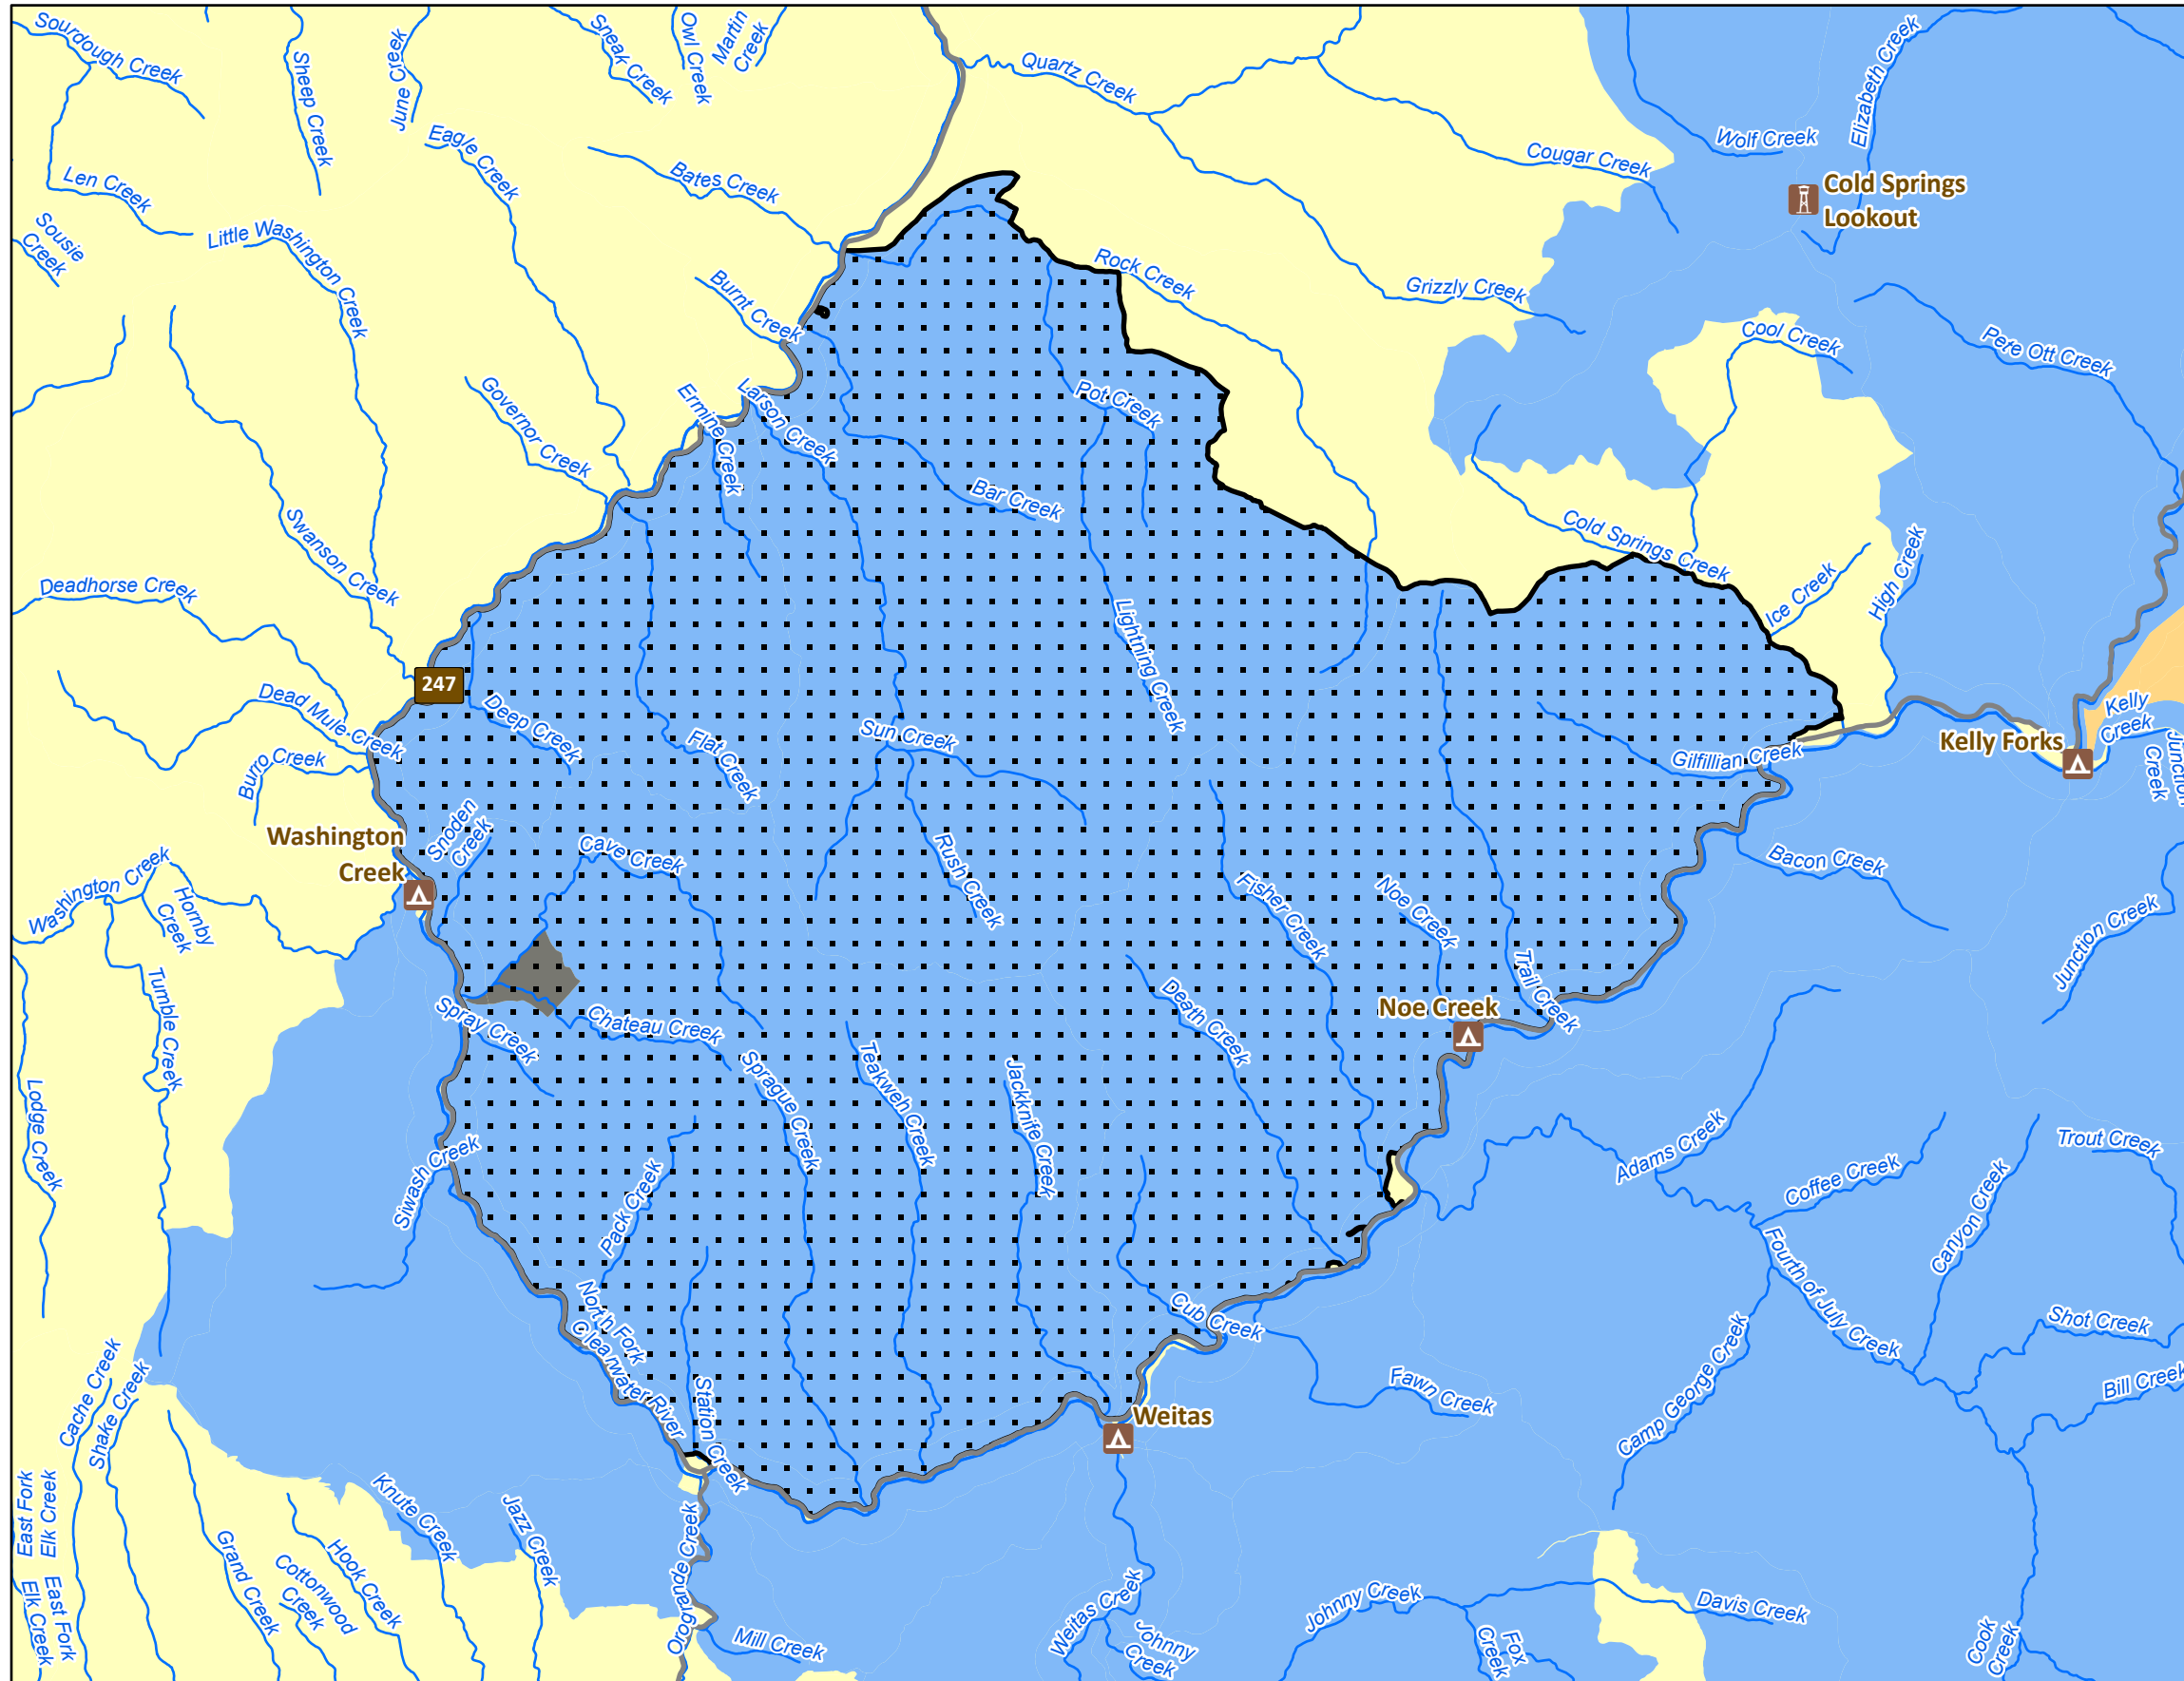 Sourdough Creek
Sheep Creek
June Creek
Sneak Creek
Owl Creek
Martin
Creek
Quartz Creek
Elizabeth Creek
Wolf Creek
Cougar Creek
Cold Springs
Lookout
Eagle Creek
Bates Creek
Len Creek
Sousie
Creek
Little Washington Creek
Burnt Creek
Rock Creek
Grizzly Creek
Cool Creek
Pete Ott Creek
Governor Creek
Ermine Creek
Larson Creek
Pot Creek
Bar Creek
Swanson Creek
Cold Springs Creek
Ice Creek
High Creek
Deadhorse Creek
Lightning Creek
247
Dead Mule Creek
Deep Creek
Flat Creek
Sun Creek
Gilfillian Creek
Kelly Forks
Kelly
Creek
Junction
Creek
Burro Creek
Washington
Creek
Snoden
Creek
Cave Creek
Rush Creek
Fisher Creek
Noe Creek
Bacon Creek
Washington Creek
Hornby
Creek
Junction Creek
Tumble Creek
Spray Creek
Chateau Creek
Death Creek
Noe Creek
Trail Creek
Lodge Creek
Sprague Creek
Teakweh Creek
Jackknife Creek
Siwash Creek
Pack Creek
Adams Creek
Coffee Creek
Canyon Creek
Trout Creek
North Fork
Clearwater River
Cub Creek
Fourth of July Creek
Shot Creek
Cache Creek
Shake Creek
Station Creek
Weitas
Fawn Creek
Camp George Creek
Bill Creek
East Fork
Elk Creek
Knute Creek
Jazz Creek
Grand Creek
Hook Creek
Cottonwood
Creek
Orogrande Creek
East Fork
Elk Creek
Mill Creek
Weitas Creek
Johnny
Creek
Johnny Creek
Fox
Creek
Davis Creek
Cook
Creek